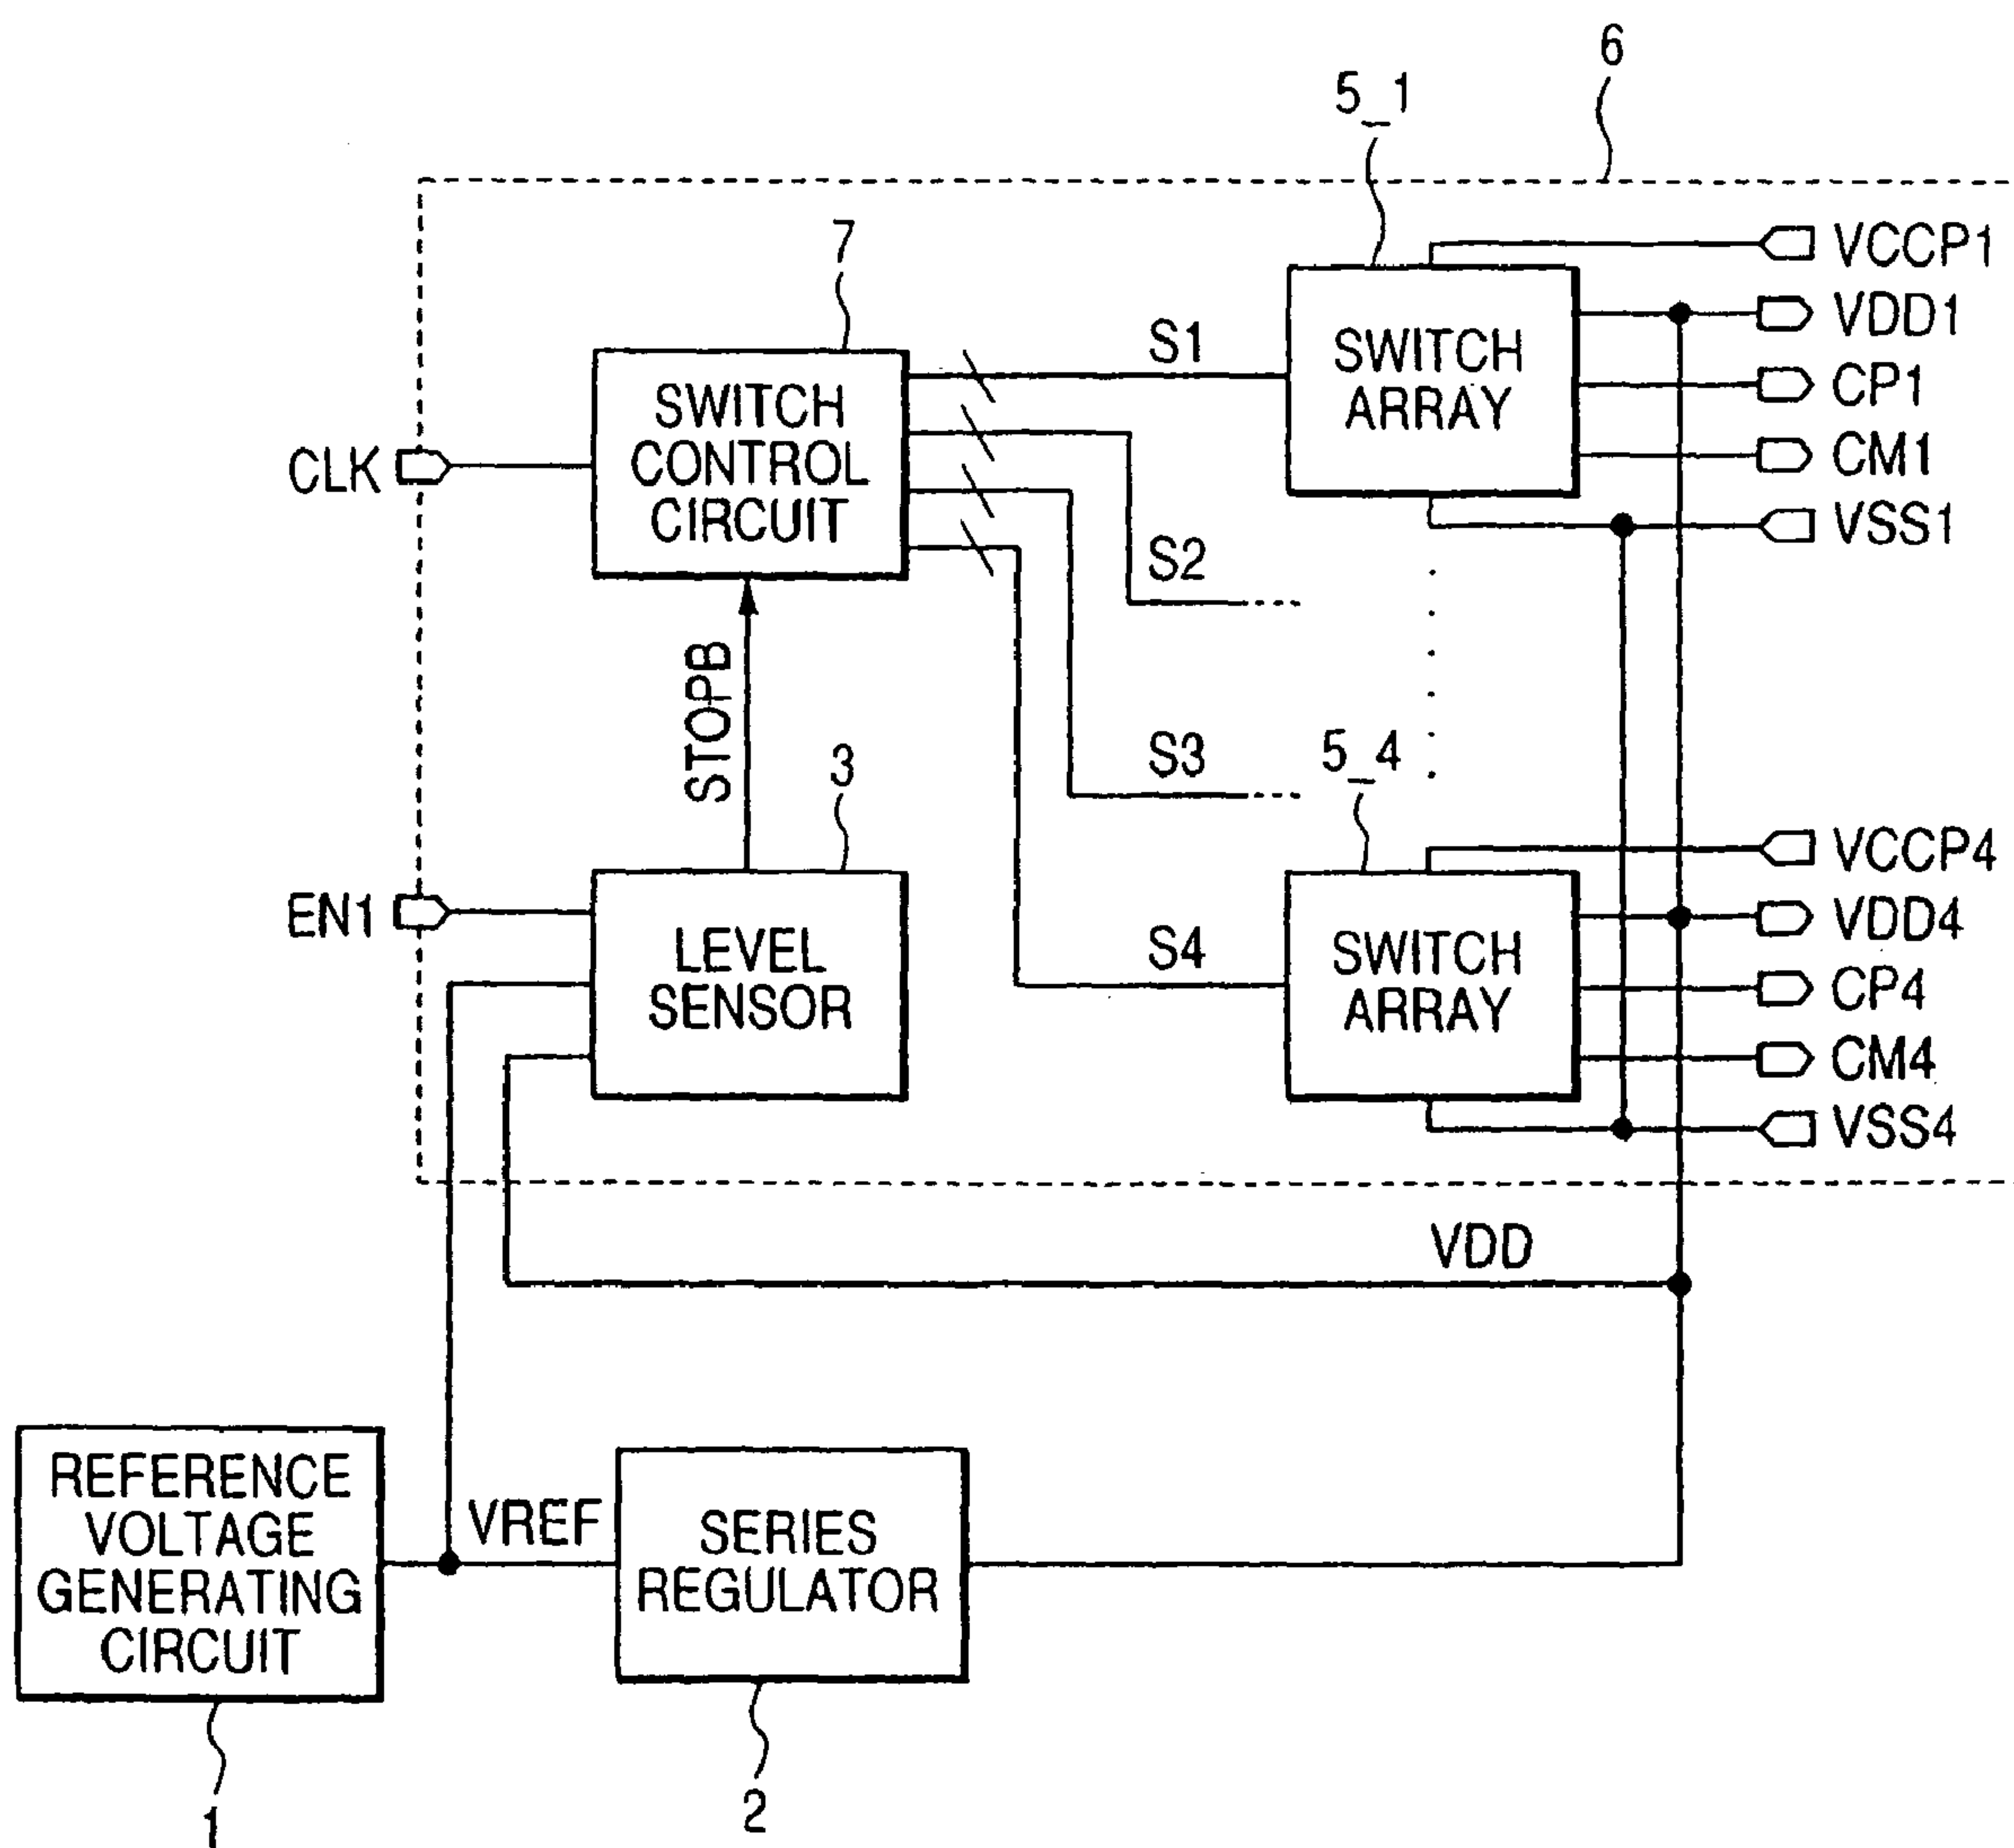 6
5_1
7
VCCP1
VDD1
CP1
CM1
VSS1
SWITCH
ARRAY
S1
SWITCH
CONTROL
CIRCUIT
CLK
S2
STOPB
S3
5_4
3
VCCP4
VDD4
CP4
CM4
VSS4
EN1
LEVEL
SENSOR
S4
SWITCH
ARRAY
VDD
REFERENCE
VOLTAGE
GENERATING
CIRCUIT
VREF
SERIES
REGULATOR
1
2